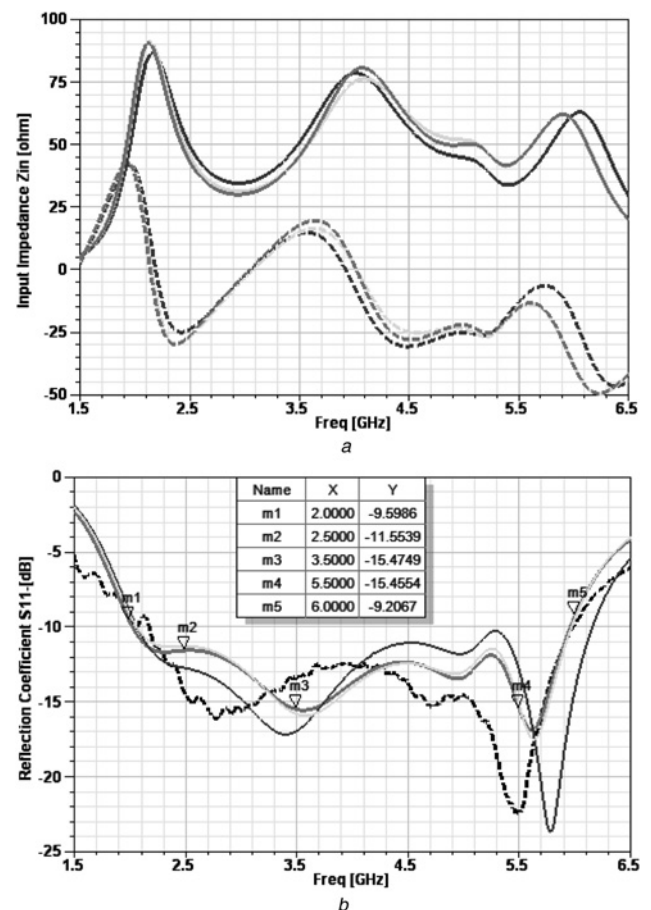 100
75
50
25
0
-25
-50
Input Impedance Zin [ohm]
1.5 2.5 3.5 4.5 5.5 6.5
Freq [GHz]
a
0
-5
-10
-15
-20
-25
Reflection Coefficient S11-[dB]
Name X Y
m1 2.0000 -9.5986
m2 2.5000 -11.5539
m3 3.5000 -15.4749
m4 5.5000 -15.4554
m5 6.0000 -9.2067
m1
m2
m3
m4
m5
1.5 2.5 3.5 4.5 5.5 6.5
Freq [GHz]
b